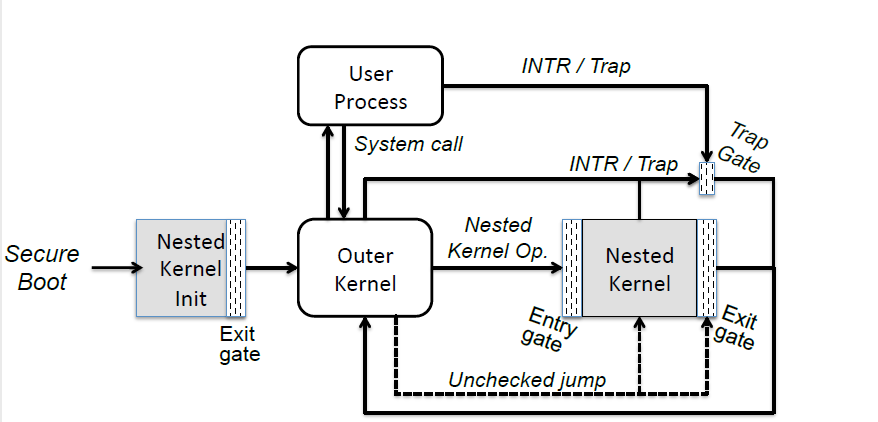 INTR / Trap
User
Process
System call
Trap
Gate
INTR / Trap
Secure
Boot
Nested
Kernel
Init
Exit
gate
Outer
Kernel
Nested
Kernel Op.
Nested
Kernel
Entry
gate
Exit
gate
Unchecked jump